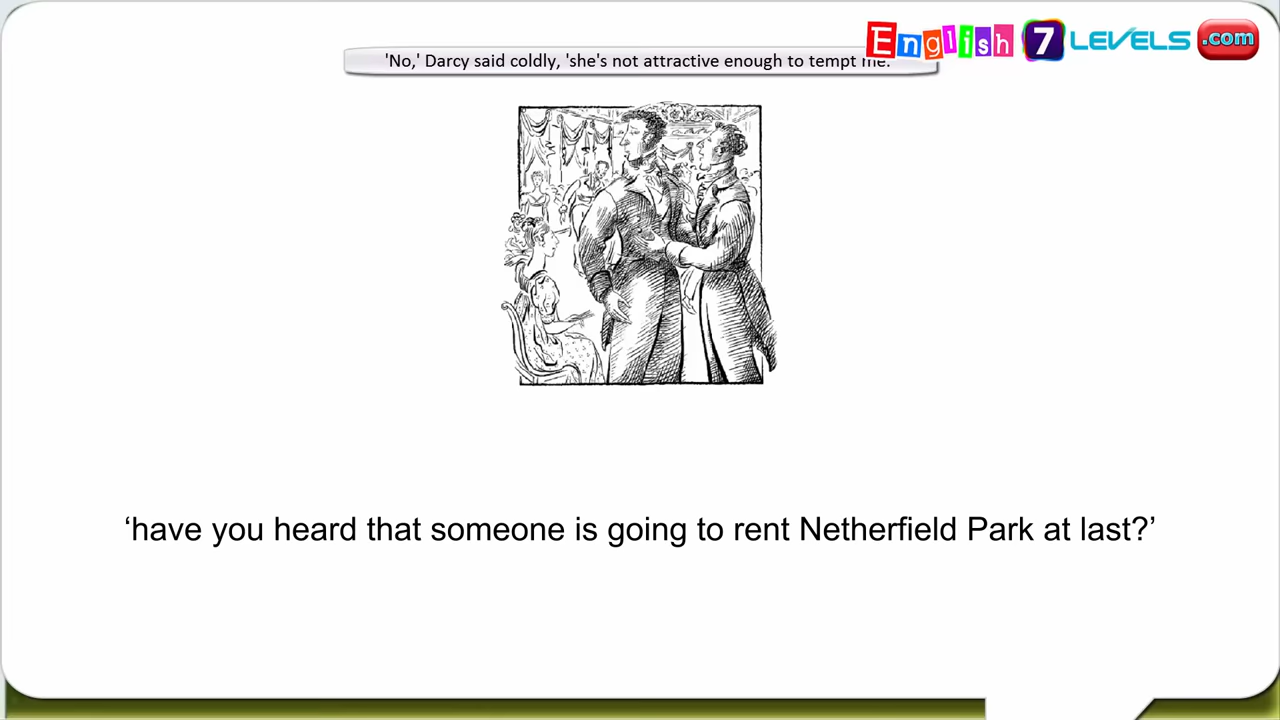 English 7 LEVELS .com
'No,' Darcy said coldly, 'she's not attractive enough to tempt me.'
‘have you heard that someone is going to rent Netherfield Park at last?’